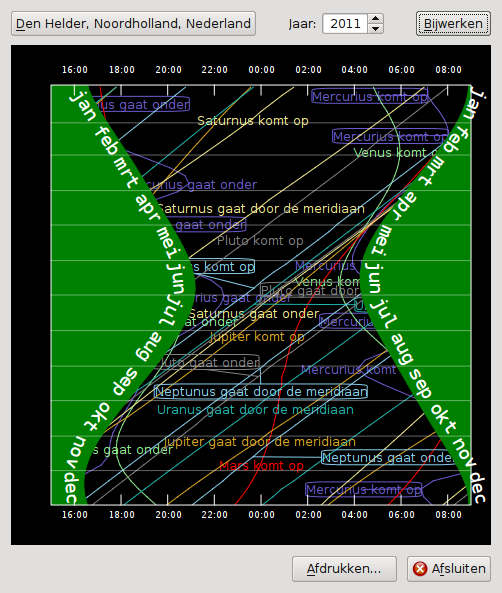 Den Helder, Noordholland, Nederland
Jaar: 2011
Bijwerken
16:00 18:00 20:00 22:00 00:00 02:00 04:00 06:00 08:00
jan feb mrt apr mei jun jul aug sep okt nov dec
jan feb mrt apr mei jun jul aug sep okt nov dec
us gaat onder
Mercurius komt op
Saturnus komt op
Mercurius komt op
Venus komt op
curius gaat onder
Saturnus gaat door de meridiaan
gaat onder
Pluto komt op
s komt op
Mercurius
Venus komt
Pluto gaat door
rius gaat onder
Saturnus gaat onder
aat onder
Mercurius
Jupiter komt op
uto gaat onder
Mercurius komt op
Neptunus gaat door de meridiaan
Uranus gaat door de meridiaan
Jupiter gaat door de meridiaan
s gaat onder
Neptunus gaat onder
Mars komt op
Mercurius komt op
16:00 18:00 20:00 22:00 00:00 02:00 04:00 06:00 08:00
Afdrukken...
Afsluiten